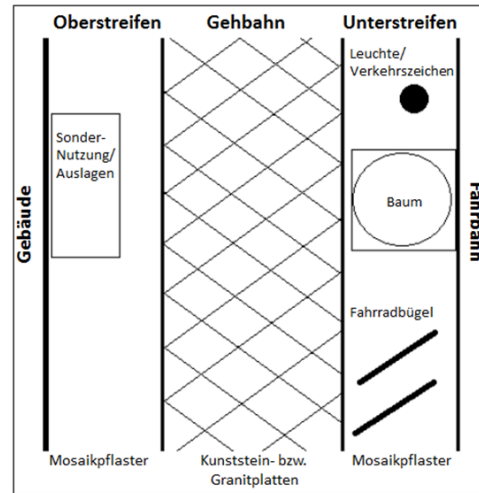 Oberstreifen
Gehbahn
Unterstreifen
Leuchte/
Verkehrszeichen
Sonder-
Nutzung/
Auslagen
Gebäude
Baum
Fahrbahn
Fahrradbügel
Mosaikpflaster
Kunststein- bzw.
Granitplatten
Mosaikpflaster